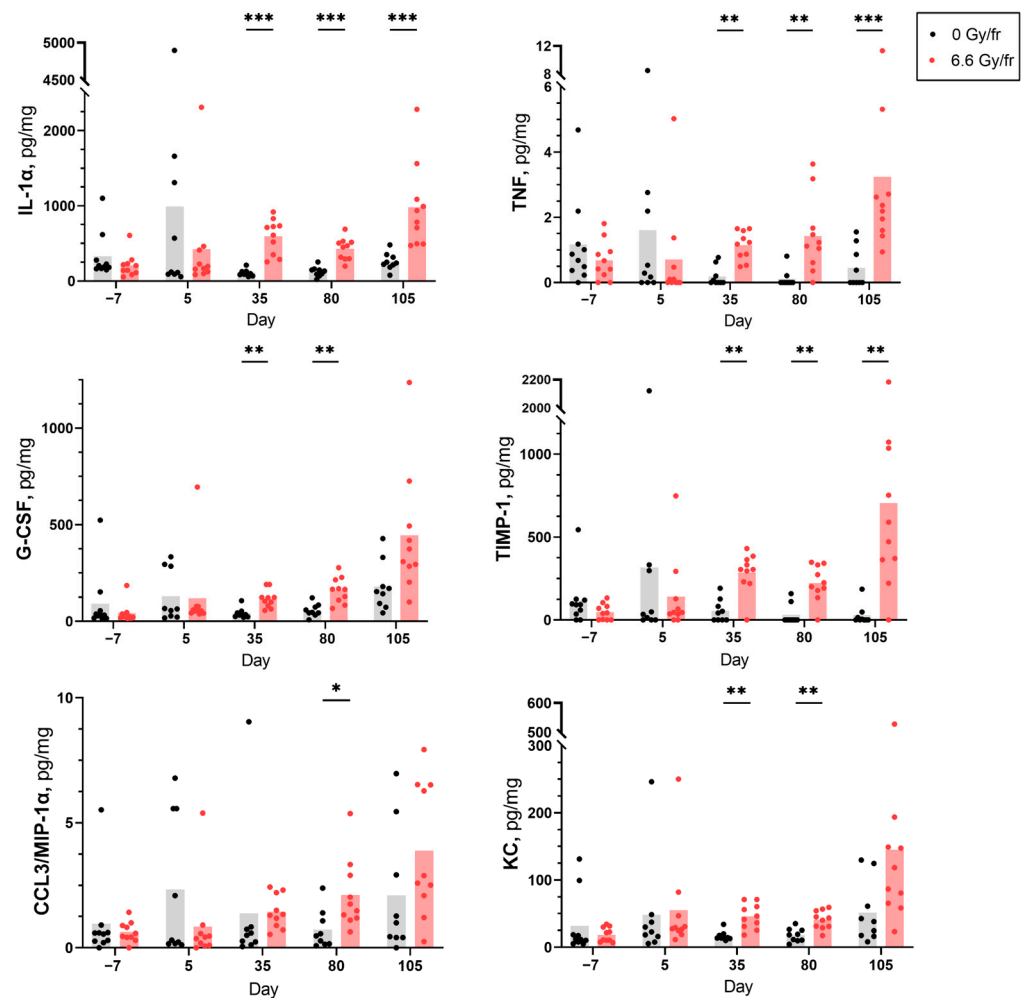 *** *** ***
5000
4500
2000
1000
0
IL-1α, pg/mg
−7 5 35 80 105
Day
** ** ***
12
8
6
4
2
0
TNF, pg/mg
−7 5 35 80 105
Day
0 Gy/fr
6.6 Gy/fr
** **
1000
500
0
G-CSF, pg/mg
−7 5 35 80 105
Day
** ** **
2200
2000
1000
500
0
TIMP-1, pg/mg
−7 5 35 80 105
Day
*
10
5
0
CCL3/MIP-1α, pg/mg
−7 5 35 80 105
Day
** **
600
500
300
200
100
50
0
KC, pg/mg
−7 5 35 80 105
Day